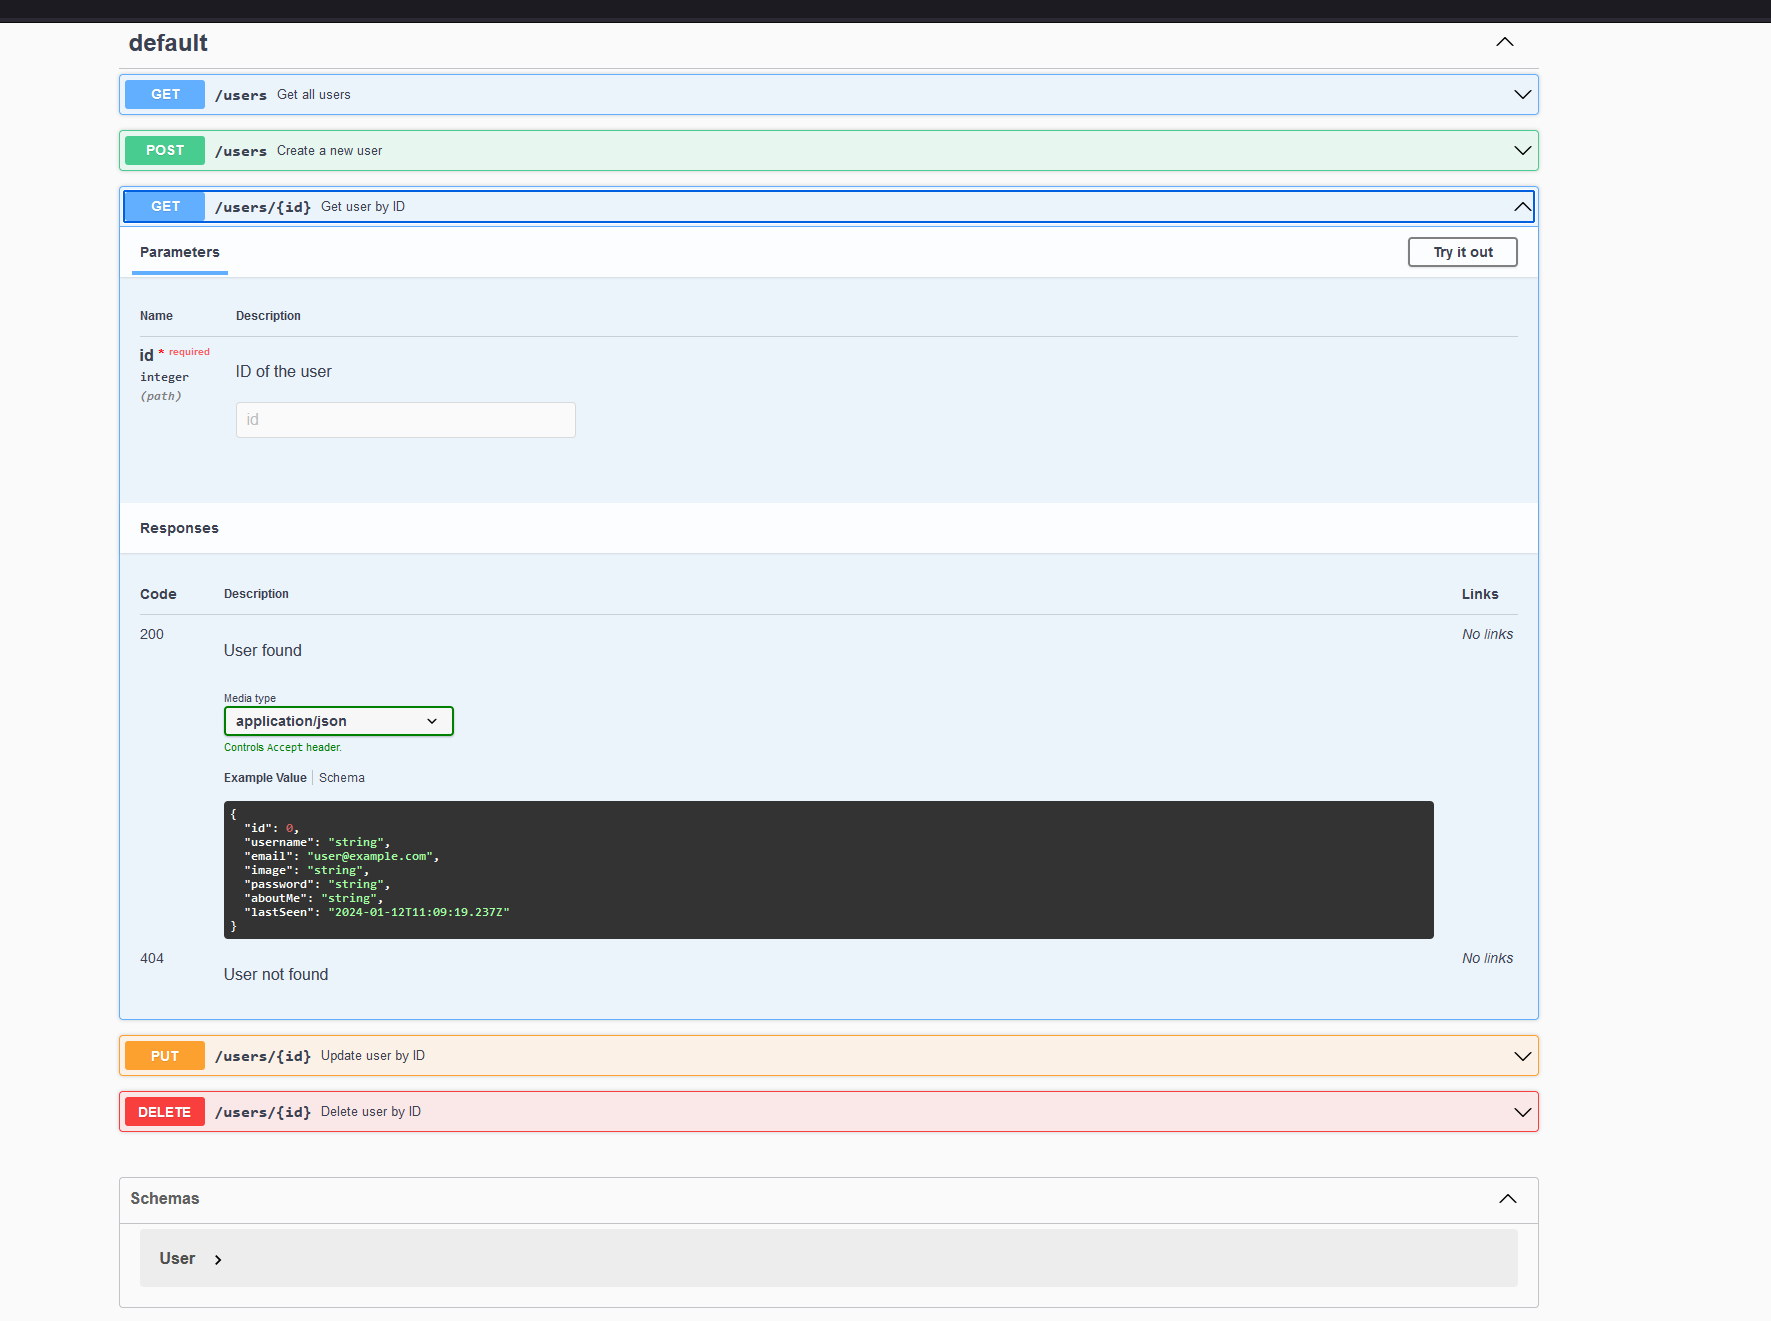 default
GET /users Get all users
POST /users Create a new user
GET /users/{id} Get user by ID
Parameters
Try it out
Name Description
id * required
integer
(path)
ID of the user
id
Responses
Code Description Links
200 No links
User found
Media type
application/json
Controls Accept header.
Example Value Schema
{
  "id": 0,
  "username": "string",
  "email": "user@example.com",
  "image": "string",
  "password": "string",
  "aboutMe": "string",
  "lastSeen": "2024-01-12T11:09:19.237Z"
}
404 No links
User not found
PUT /users/{id} Update user by ID
DELETE /users/{id} Delete user by ID
Schemas
User